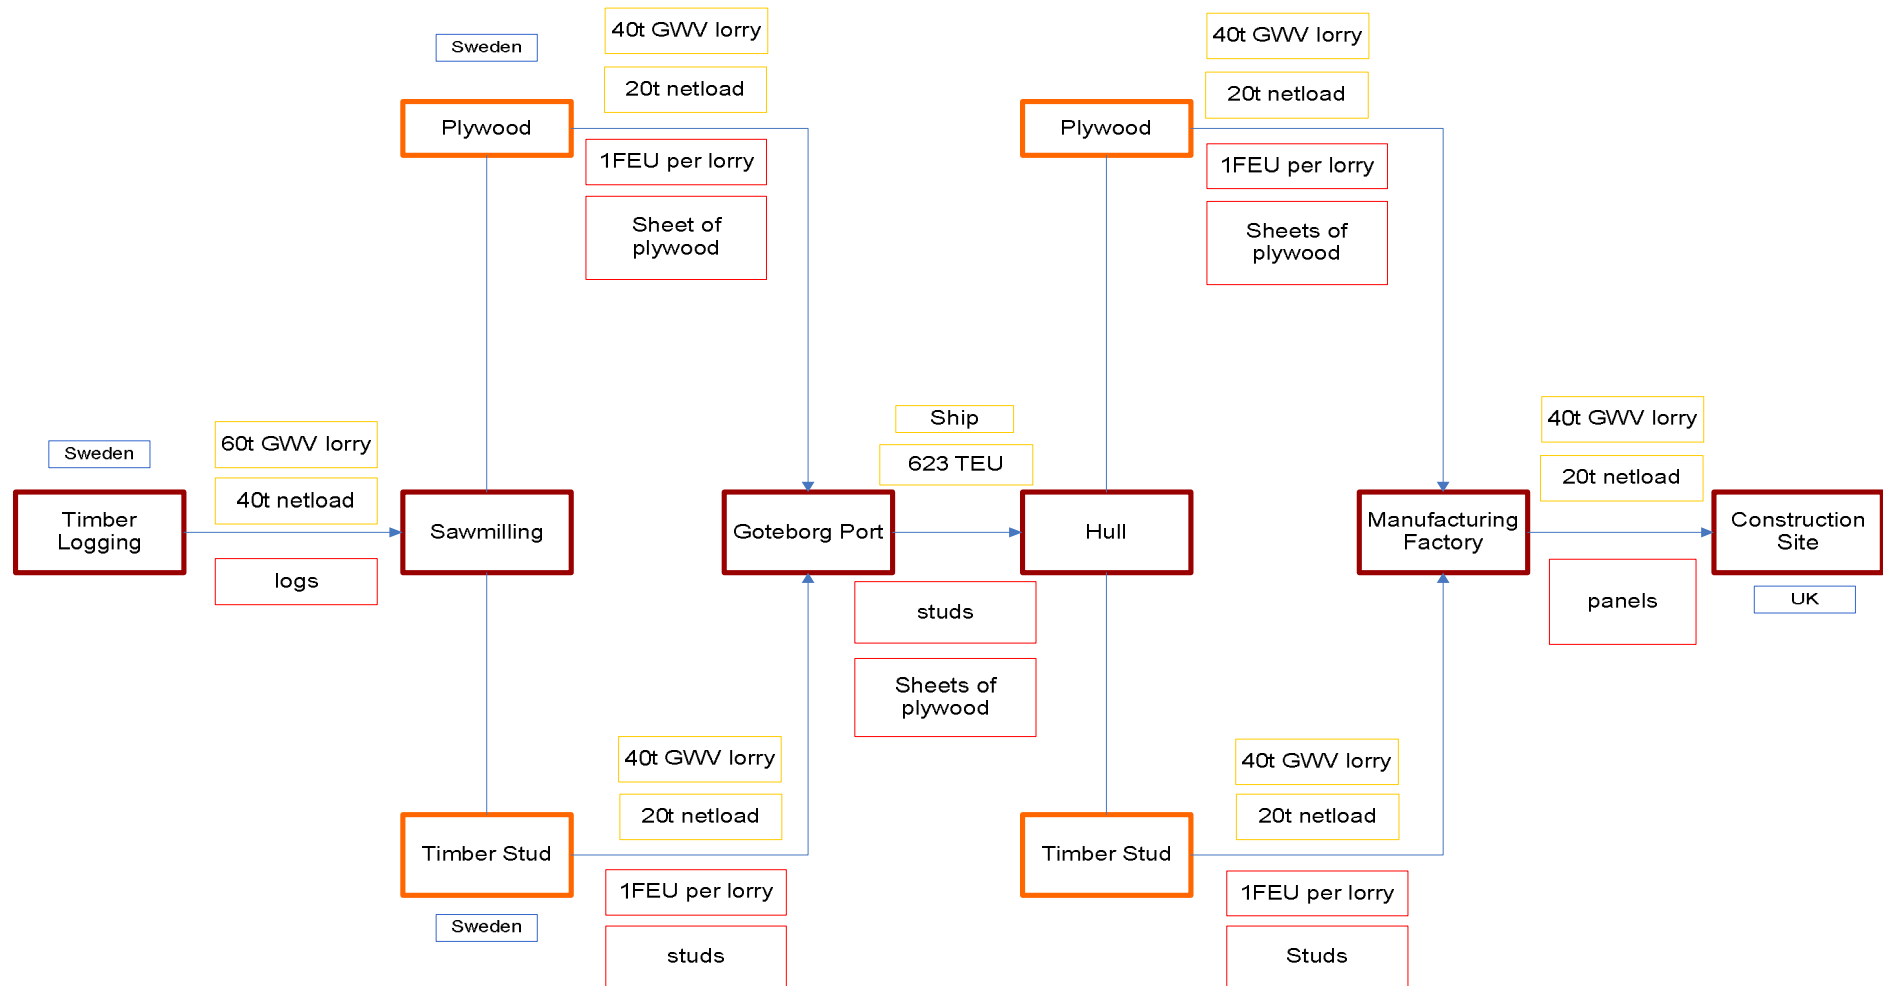 Sweden
40t GWV lorry
20t netload
Plywood
1FEU per lorry
Sheet of
plywood
40t GWV lorry
20t netload
Plywood
1FEU per lorry
Sheets of
plywood
Sweden
60t GWV lorry
40t netload
Timber
Logging
logs
Sawmilling
Goteborg Port
Ship
623 TEU
studs
Sheets of
plywood
Hull
Manufacturing
Factory
40t GWV lorry
20t netload
panels
Construction
Site
UK
40t GWV lorry
20t netload
Timber Stud
1FEU per lorry
studs
Sweden
40t GWV lorry
20t netload
Timber Stud
1FEU per lorry
Studs